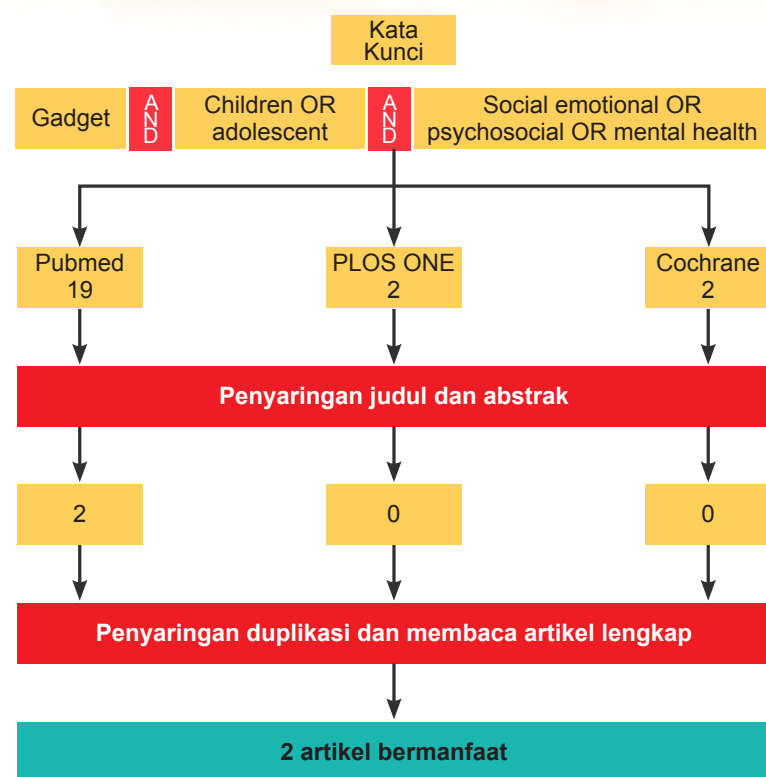 Kata
Kunci
Gadget
AND
Children OR
adolescent
AND
Social emotional OR
psychosocial OR mental health
Pubmed
19
PLOS ONE
2
Cochrane
2
Penyaringan judul dan abstrak
2
0
0
Penyaringan duplikasi dan membaca artikel lengkap
2 artikel bermanfaat